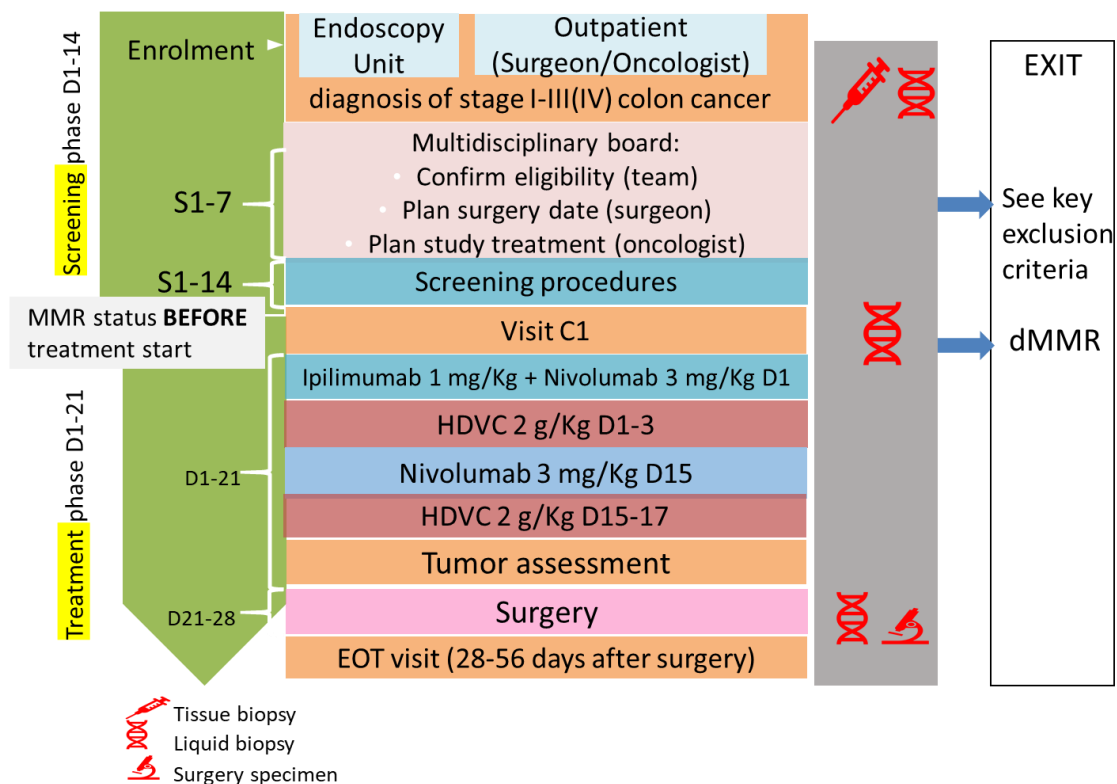 Screening phase D1-14
Enrolment
Endoscopy
Unit
Outpatient
(Surgeon/Oncologist)
diagnosis of stage I-III(IV) colon cancer
S1-7
Multidisciplinary board:
• Confirm eligibility (team)
• Plan surgery date (surgeon)
• Plan study treatment (oncologist)
S1-14
Screening procedures
MMR status BEFORE
treatment start
Visit C1
Treatment phase D1-21
D1-21
Ipilimumab 1 mg/Kg + Nivolumab 3 mg/Kg D1
HDVC 2 g/Kg D1-3
Nivolumab 3 mg/Kg D15
HDVC 2 g/Kg D15-17
Tumor assessment
D21-28
Surgery
EOT visit (28-56 days after surgery)
EXIT
See key
exclusion
criteria
dMMR
Tissue biopsy
Liquid biopsy
Surgery specimen